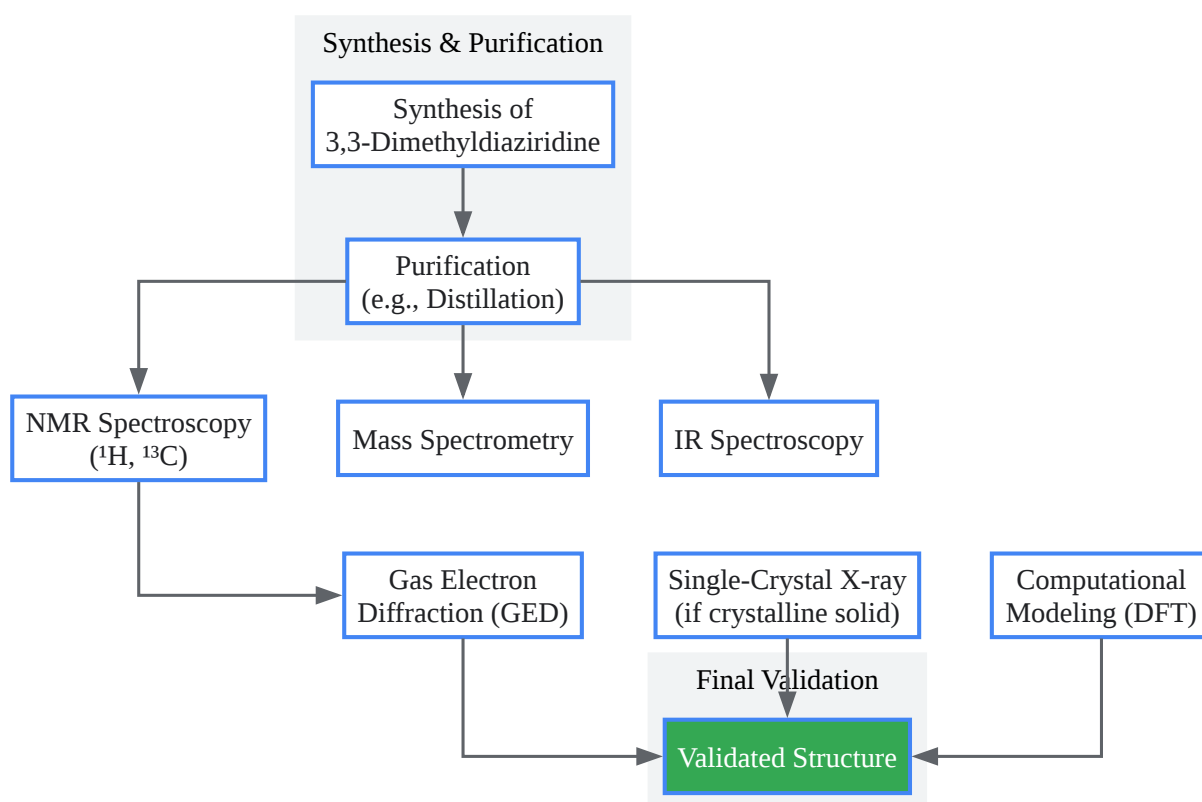 Synthesis & Purification
Synthesis of
3,3-Dimethyldiaziridine
Purification
(e.g., Distillation)
NMR Spectroscopy
(¹H, ¹³C)
Mass Spectrometry
IR Spectroscopy
Gas Electron
Diffraction (GED)
Single-Crystal X-ray
(if crystalline solid)
Computational
Modeling (DFT)
Final Validation
Validated Structure